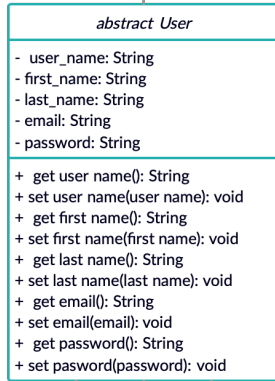 abstract User
- user_name: String
- first_name: String
- last_name: String
- email: String
- password: String
+ get user name(): String
+ set user name(user name): void
+ get first name(): String
+ set first name(first name): void
+ get last name(): String
+ set last name(last name): void
+ get email(): String
+ set email(email): void
+ get password(): String
+ set pasword(password): void